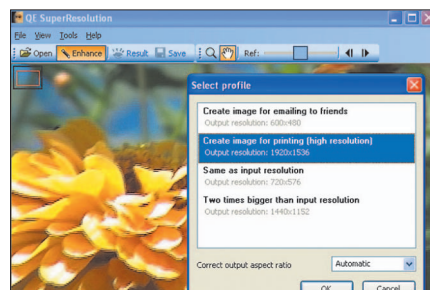 QE SuperResolution
File View Tools Help
Open Enhance Result Save Ref:
Select profile
Create image for emailing to friends
Output resolution: 600x480
Create image for printing (high resolution)
Output resolution: 1920x1536
Same as input resolution
Output resolution: 720x576
Two times bigger than input resolution
Output resolution: 1440x1152
Correct output aspect ratio Automatic
OK Cancel